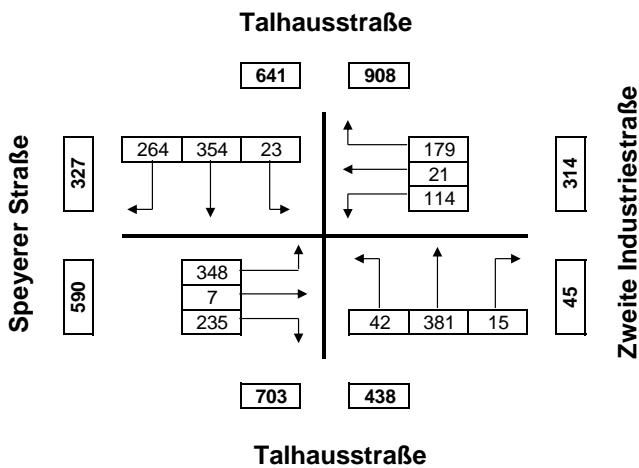 Talhausstraße
641 908
Speyerer Straße
327
264 354 23
179
21
114
314
Zweite Industriestraße
590
348
7
235
42 381 15
45
703 438
Talhausstraße